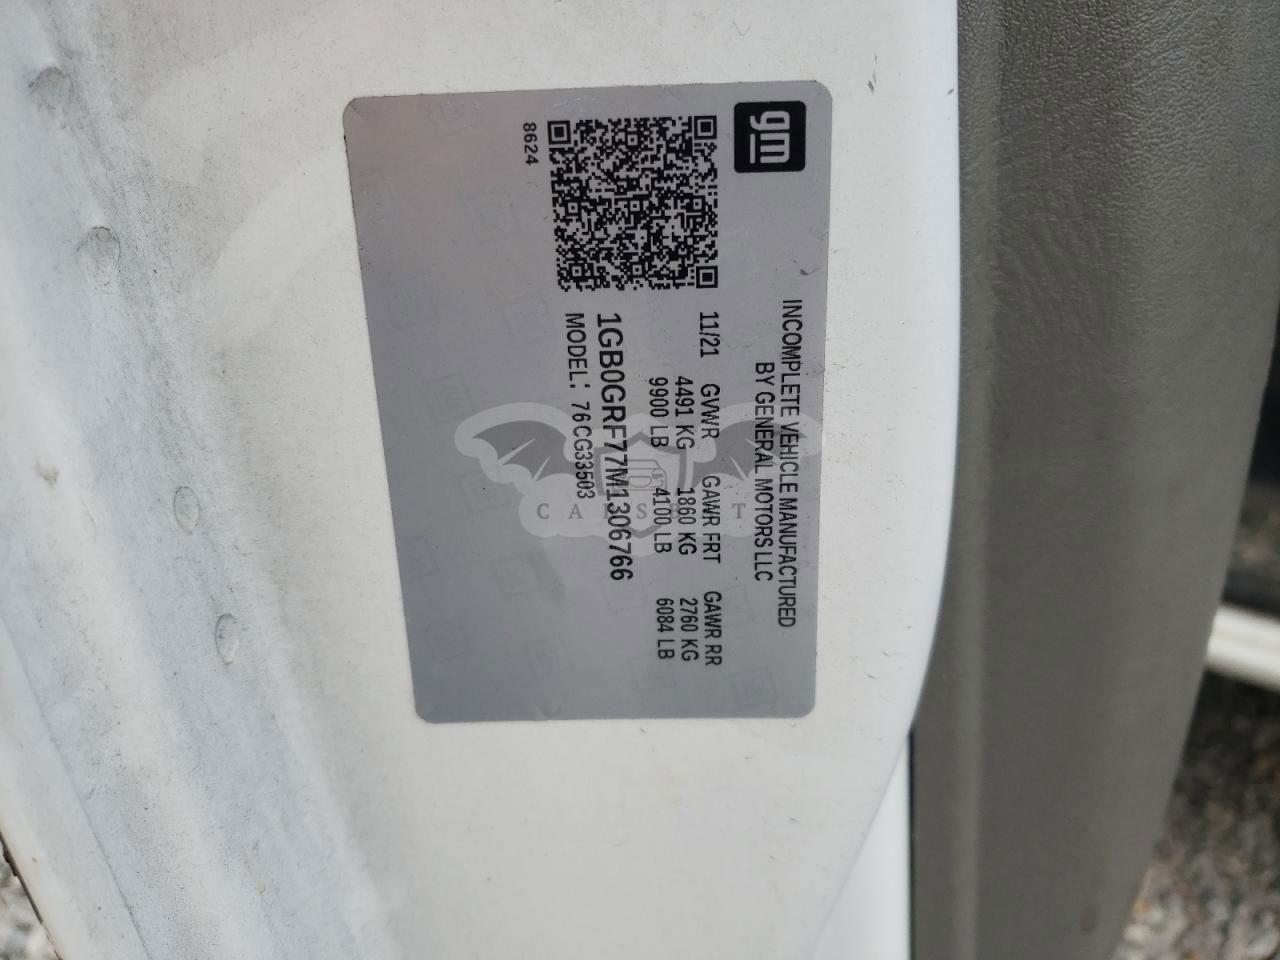 gm
INCOMPLETE VEHICLE MANUFACTURED
BY GENERAL MOTORS LLC
11/21 GVWR GAWR FRT GAWR RR
4491 KG 1860 KG 2760 KG
9900 LB 4100 LB 6084 LB
1GB0GRF77M1306766
MODEL: 76CG33503
8624